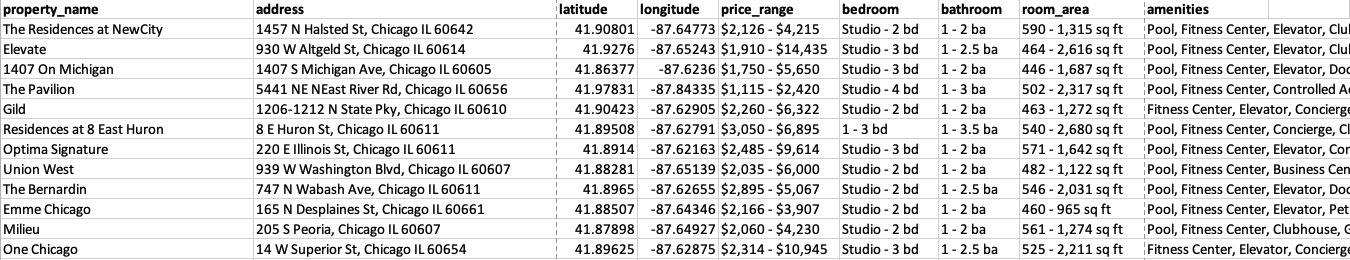 property_name address latitude longitude price_range bedroom bathroom room_area amenities
The Residences at NewCity 1457 N Halsted St, Chicago IL 60642 41.90801 -87.64773 $2,126 - $4,215 Studio - 2 bd 1 - 2 ba 590 - 1,315 sq ft Pool, Fitness Center, Elevator, Clu
Elevate 930 W Altgeld St, Chicago IL 60614 41.9276 -87.65243 $1,910 - $14,435 Studio - 3 bd 1 - 2.5 ba 464 - 2,616 sq ft Pool, Fitness Center, Elevator, Clu
1407 On Michigan 1407 S Michigan Ave, Chicago IL 60605 41.86377 -87.6236 $1,750 - $5,650 Studio - 3 bd 1 - 2 ba 446 - 1,687 sq ft Pool, Fitness Center, Elevator, Doo
The Pavilion 5441 NE NEast River Rd, Chicago IL 60656 41.97831 -87.84335 $1,115 - $2,420 Studio - 4 bd 1 - 3 ba 502 - 2,317 sq ft Pool, Fitness Center, Controlled Ac
Gild 1206-1212 N State Pky, Chicago IL 60610 41.90423 -87.62905 $2,260 - $6,322 Studio - 2 bd 1 - 2 ba 463 - 1,272 sq ft Fitness Center, Elevator, Concierge
Residences at 8 East Huron 8 E Huron St, Chicago IL 60611 41.89508 -87.62791 $3,050 - $6,895 1 - 3 bd 1 - 3.5 ba 540 - 2,680 sq ft Pool, Fitness Center, Concierge, Cl
Optima Signature 220 E Illinois St, Chicago IL 60611 41.8914 -87.62163 $2,485 - $9,614 Studio - 3 bd 1 - 2 ba 571 - 1,642 sq ft Pool, Fitness Center, Elevator, Con
Union West 939 W Washington Blvd, Chicago IL 60607 41.88281 -87.65139 $2,035 - $6,000 Studio - 2 bd 1 - 2 ba 482 - 1,122 sq ft Pool, Fitness Center, Business Cen
The Bernardin 747 N Wabash Ave, Chicago IL 60611 41.8965 -87.62655 $2,895 - $5,067 Studio - 2 bd 1 - 2.5 ba 546 - 2,031 sq ft Pool, Fitness Center, Elevator, Doo
Emme Chicago 165 N Desplaines St, Chicago IL 60661 41.88507 -87.64346 $2,166 - $3,907 Studio - 2 bd 1 - 2 ba 460 - 965 sq ft Pool, Fitness Center, Elevator, Pet
Milieu 205 S Peoria, Chicago IL 60607 41.87898 -87.64927 $2,060 - $4,230 Studio - 2 bd 1 - 2 ba 561 - 1,274 sq ft Pool, Fitness Center, Clubhouse, G
One Chicago 14 W Superior St, Chicago IL 60654 41.89625 -87.62875 $2,314 - $10,945 Studio - 3 bd 1 - 2.5 ba 525 - 2,211 sq ft Fitness Center, Elevator, Concierge